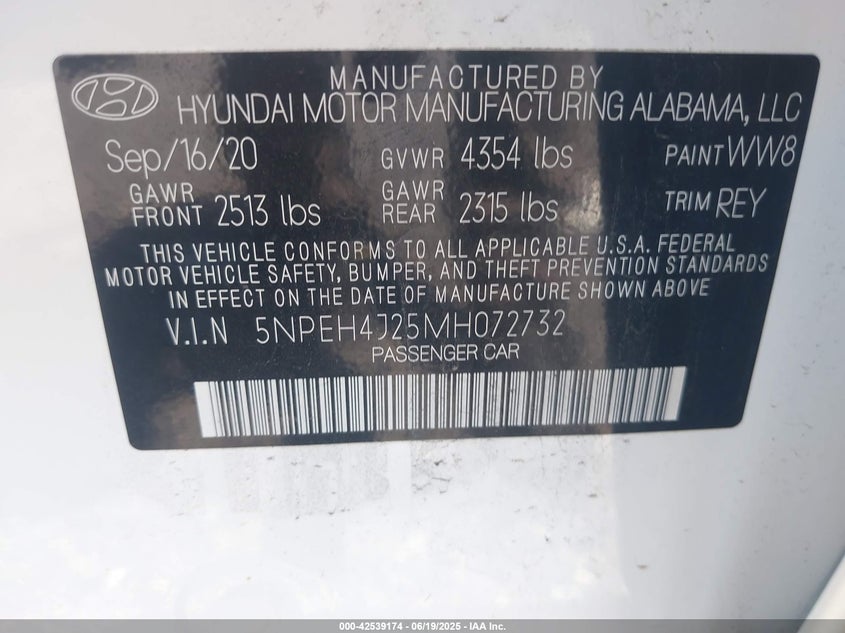 MANUFACTURED BY
HYUNDAI MOTOR MANUFACTURING ALABAMA, LLC
Sep/16/20 GVWR 4354 lbs PAINT WW8
GAWR FRONT 2513 lbs GAWR REAR 2315 lbs TRIM REY
THIS VEHICLE CONFORMS TO ALL APPLICABLE U.S.A. FEDERAL
MOTOR VEHICLE SAFETY, BUMPER, AND THEFT PREVENTION STANDARDS
IN EFFECT ON THE DATE OF MANUFACTURE SHOWN ABOVE
V.I.N 5NPEH4J25MH072732
PASSENGER CAR
000-42539174 - 06/19/2025 - IAA Inc.